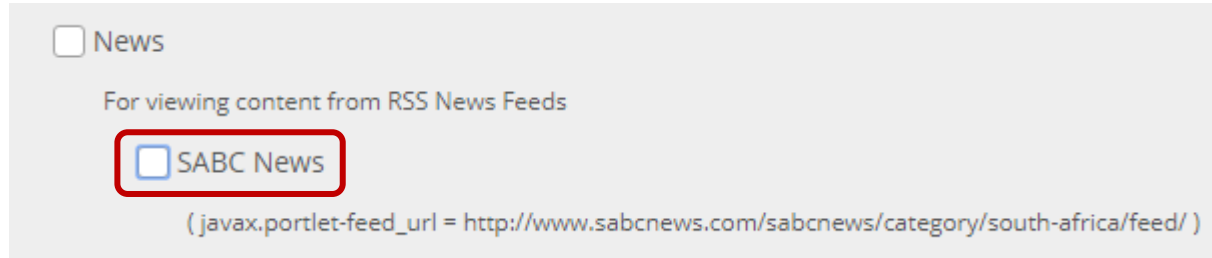 News
For viewing content from RSS News Feeds
SABC News
( javax.portlet-feed_url = http://www.sabcnews.com/sabcnews/category/south-africa/feed/ )